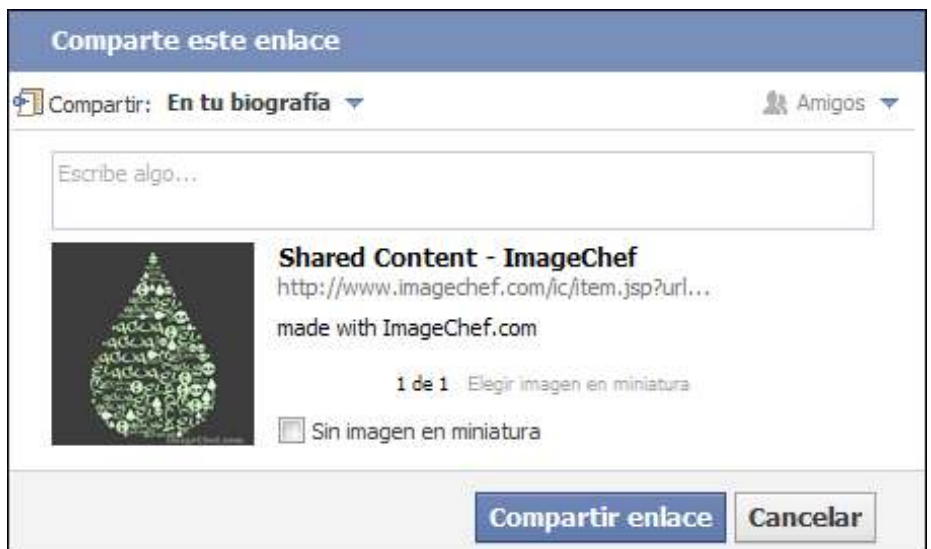 Comparte este enlace
Compartir: En tu biografía
Amigos
Escribe algo...
Shared Content - ImageChef
http://www.imagechef.com/ic/item.jsp?url...
made with ImageChef.com
1 de 1 Elegir imagen en miniatura
Sin imagen en miniatura
ImageChef.com
Compartir enlace
Cancelar